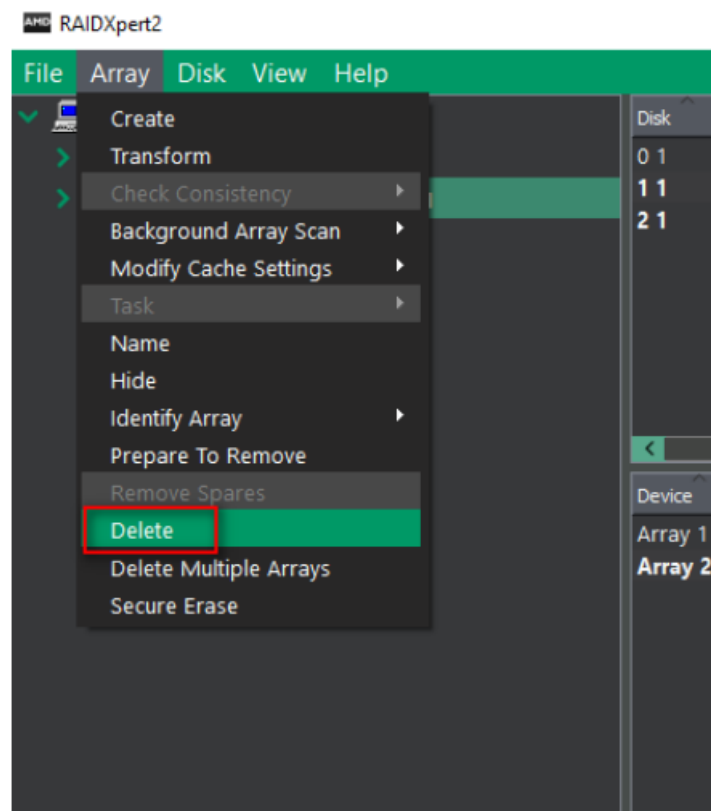 AMD RAIDXpert2
File Array Disk View Help
Create
Transform
Check Consistency
Background Array Scan
Modify Cache Settings
Task
Name
Hide
Identify Array
Prepare To Remove
Remove Spares
Delete
Delete Multiple Arrays
Secure Erase
Disk
0 1
1 1
2 1
Device
Array 1
Array 2